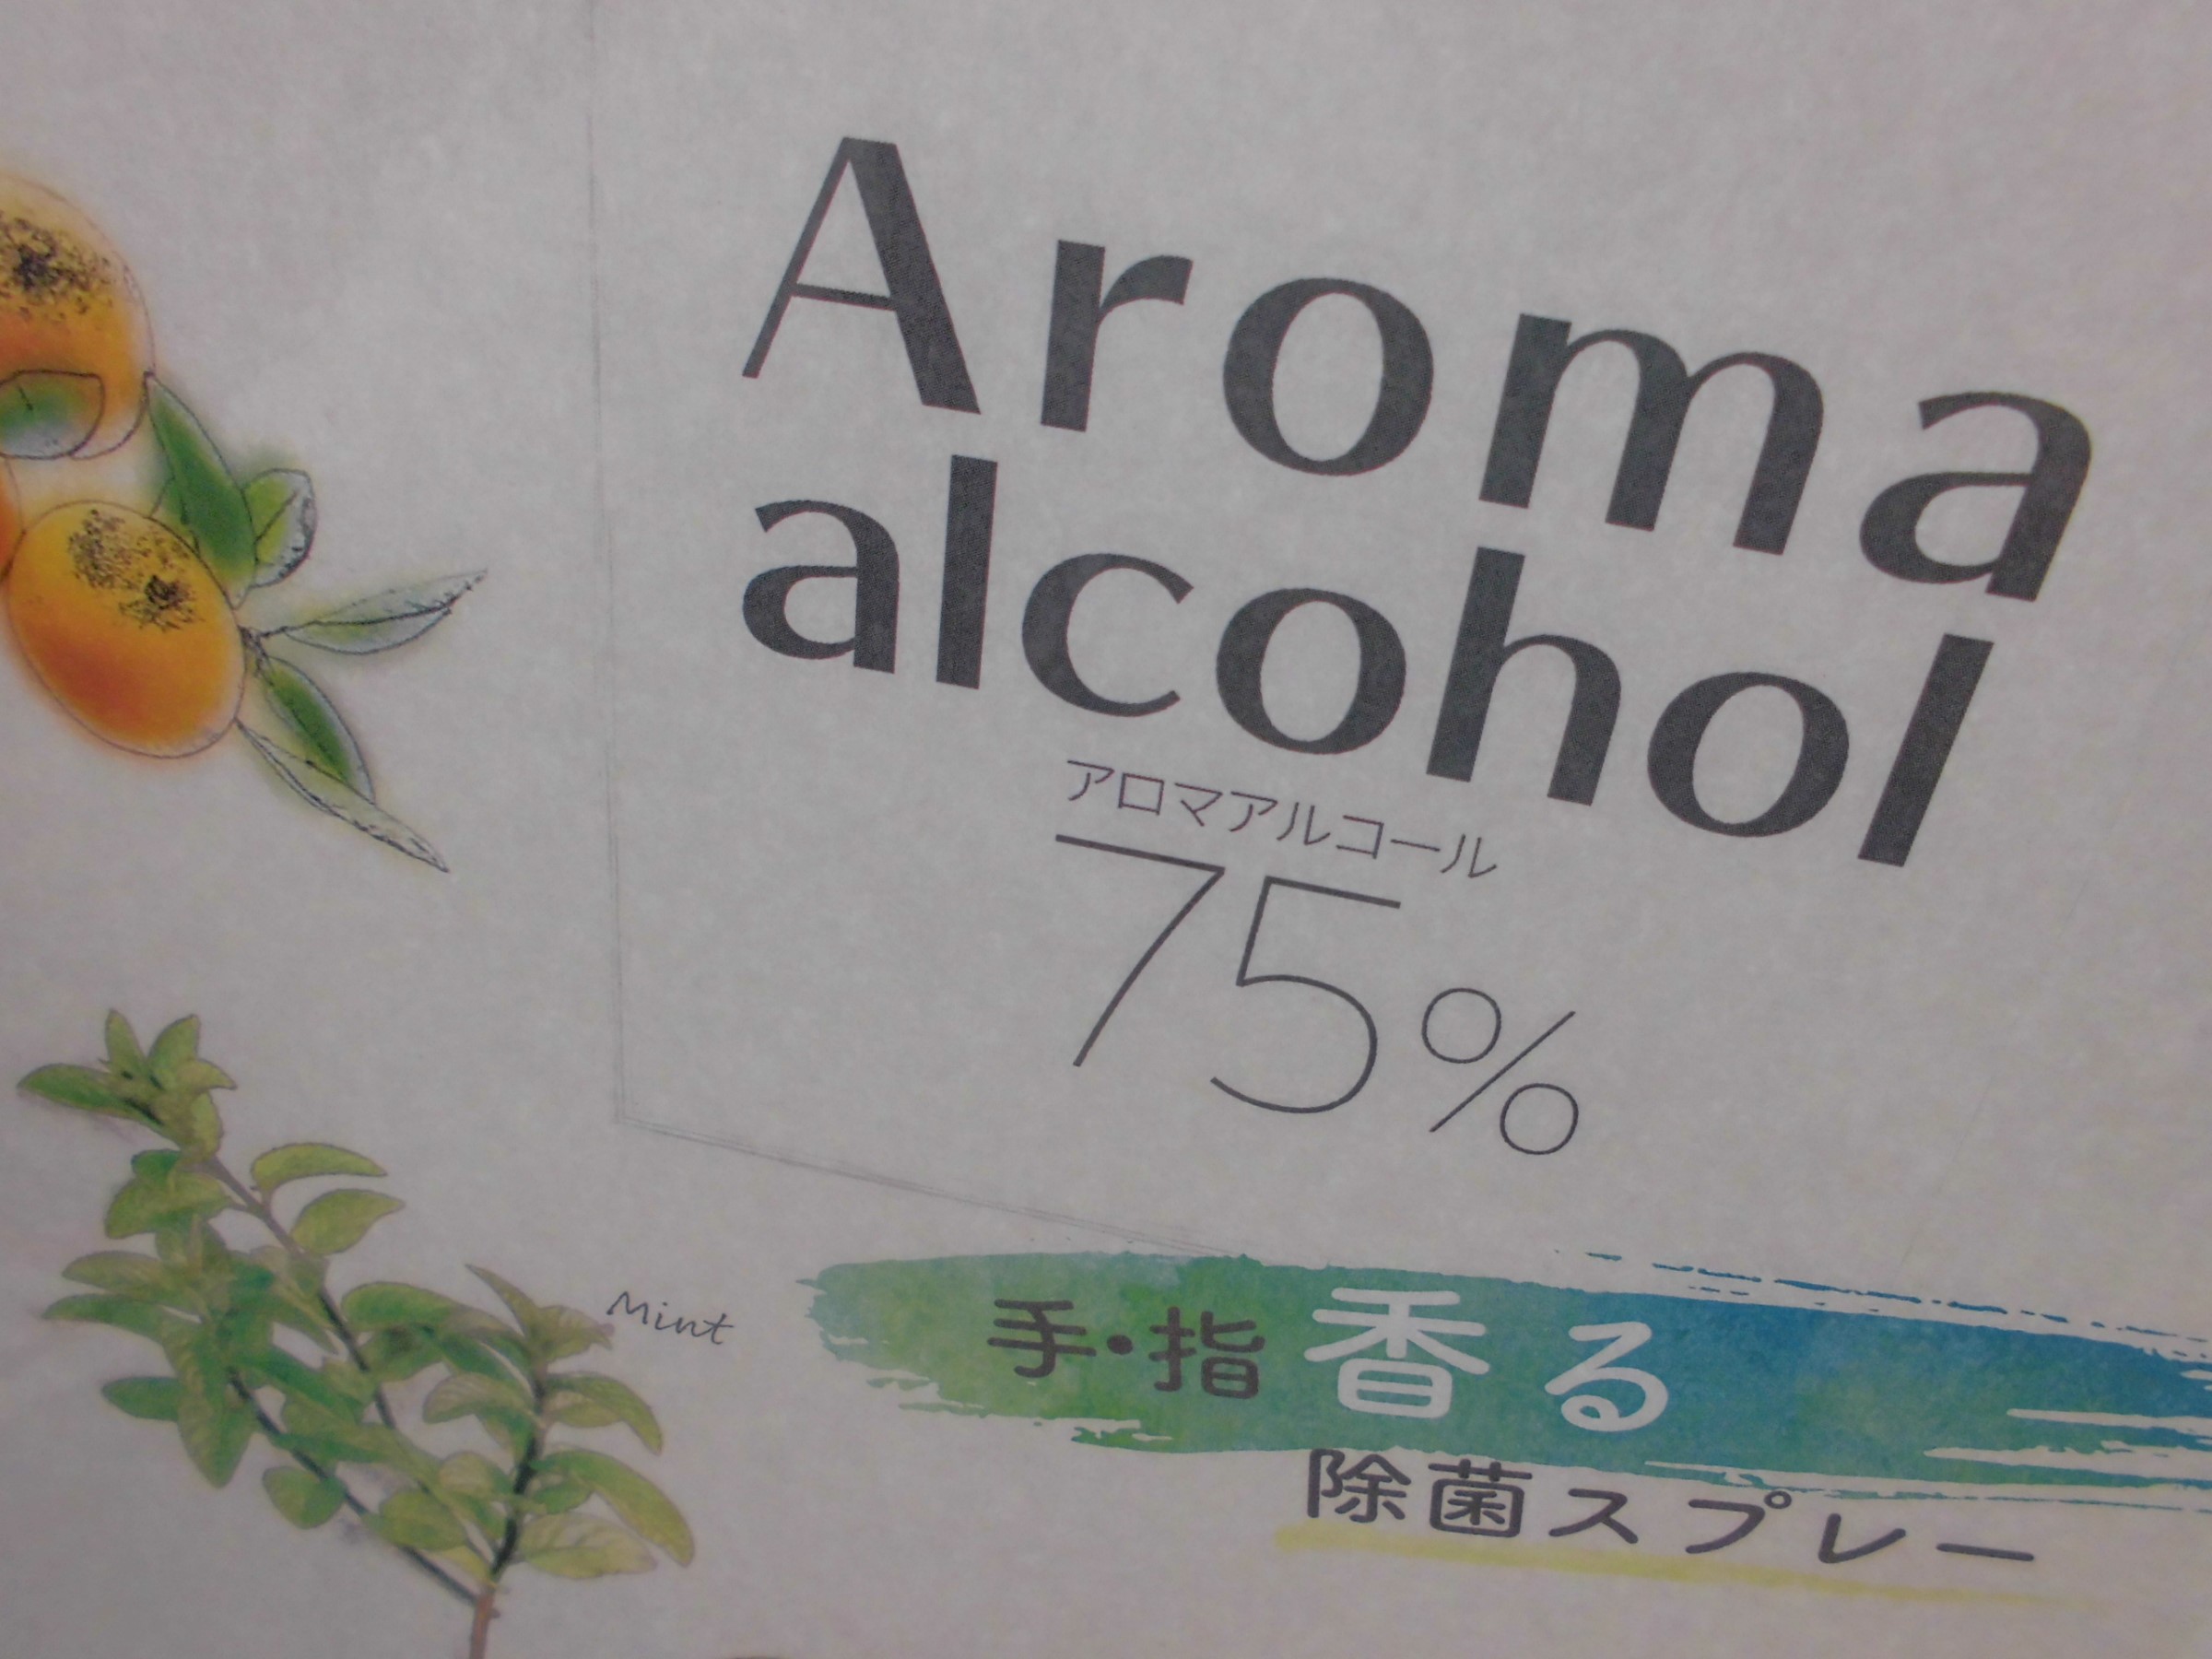 Aroma
alcohol
アロマアルコール
75%
Mint
手・指 香る
除菌スプレー